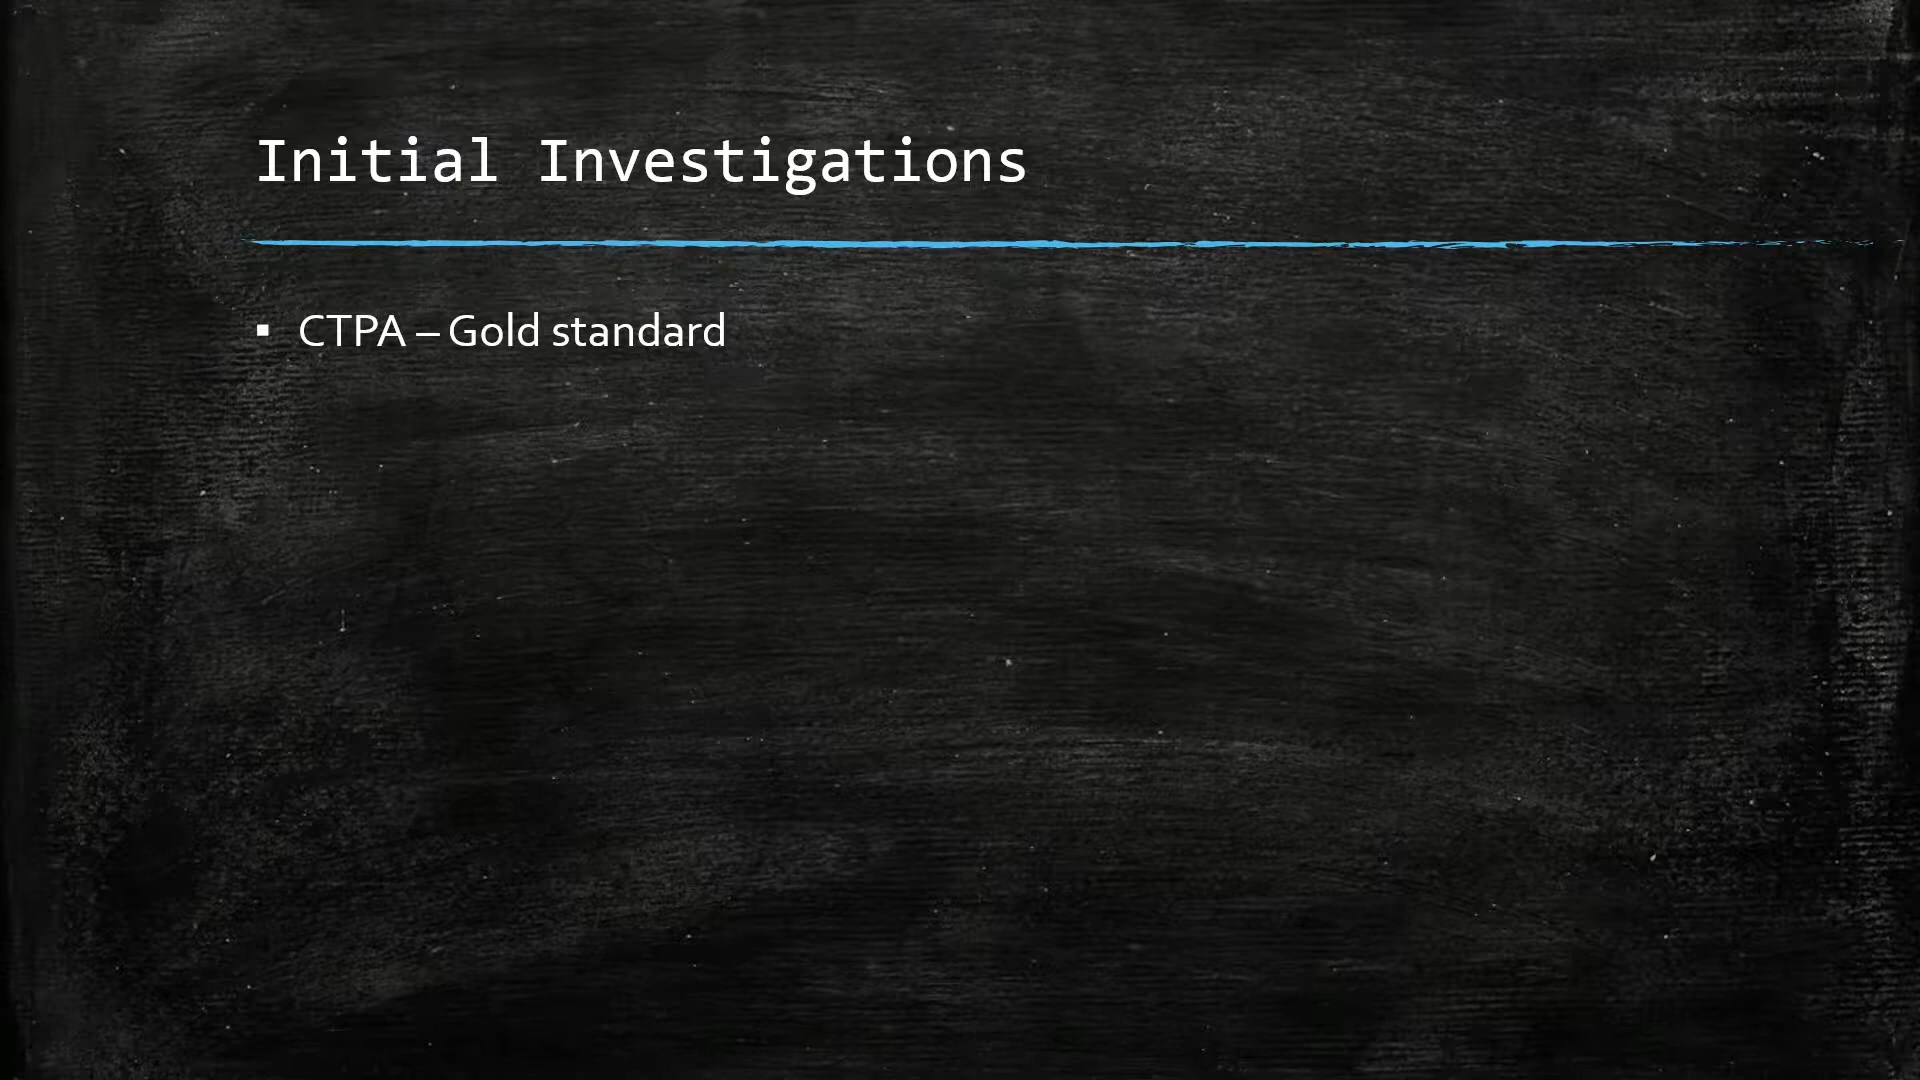 Initial Investigations
▪ CTPA – Gold standard